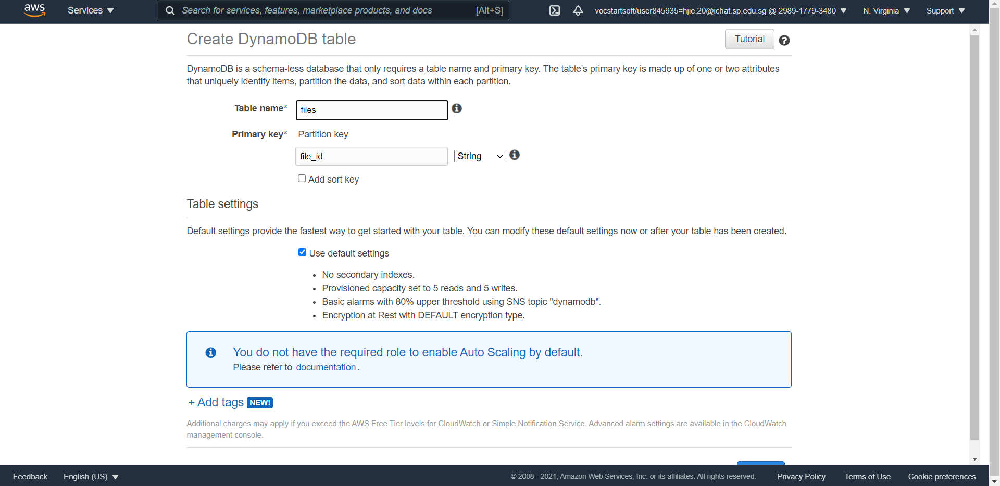 aws
Services
Search for services, features, marketplace products, and docs [Alt+S]
vocstartsoft/user845935=hjie.20@ichat.sp.edu.sg @ 2989-1779-3480
N. Virginia
Support
Create DynamoDB table
Tutorial
DynamoDB is a schema-less database that only requires a table name and primary key. The table's primary key is made up of one or two attributes
that uniquely identify items, partition the data, and sort data within each partition.
Table name* files
Primary key* Partition key
file_id String
Add sort key
Table settings
Default settings provide the fastest way to get started with your table. You can modify these default settings now or after your table has been created.
Use default settings
• No secondary indexes.
• Provisioned capacity set to 5 reads and 5 writes.
• Basic alarms with 80% upper threshold using SNS topic "dynamodb".
• Encryption at Rest with DEFAULT encryption type.
You do not have the required role to enable Auto Scaling by default.
Please refer to documentation.
+ Add tags NEW!
Additional charges may apply if you exceed the AWS Free Tier levels for CloudWatch or Simple Notification Service. Advanced alarm settings are available in the CloudWatch
management console.
Feedback
English (US)
© 2008 - 2021, Amazon Web Services, Inc. or its affiliates. All rights reserved.
Privacy Policy
Terms of Use
Cookie preferences